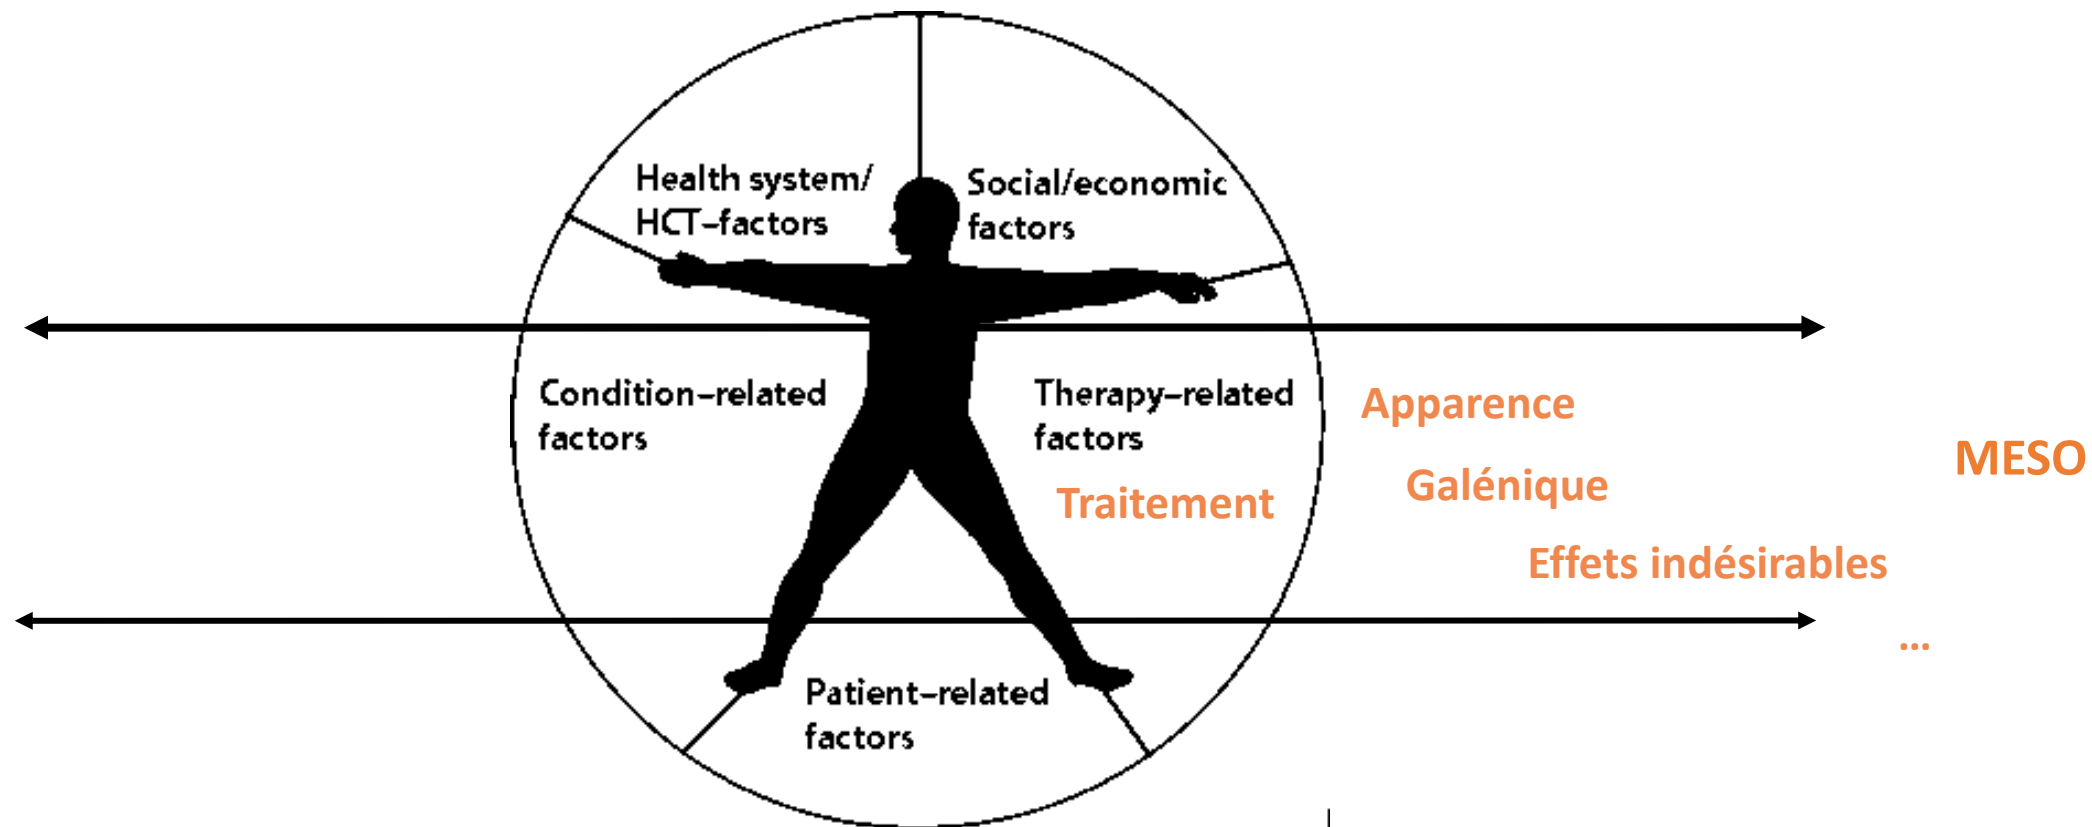 Health system/
HCT–factors
Social/economic
factors
Condition–related
factors
Therapy–related
factors
Traitement
Apparence
Galénique
Effets indésirables
...
MESO
Patient–related
factors